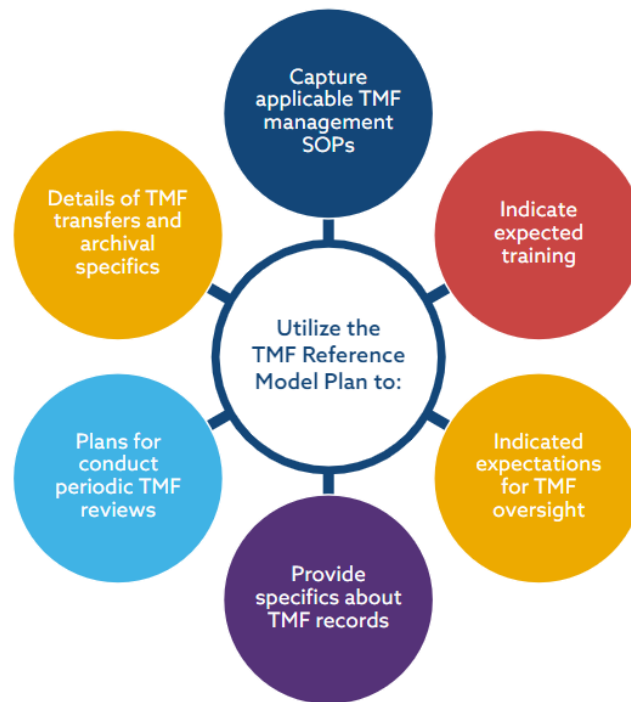 Capture
applicable TMF
management
SOPs
Indicate
expected
training
Indicated
expectations
for TMF
oversight
Provide
specifics about
TMF records
Plans for
conduct
periodic TMF
reviews
Details of TMF
transfers and
archival
specifics
Utilize the
TMF Reference
Model Plan to: